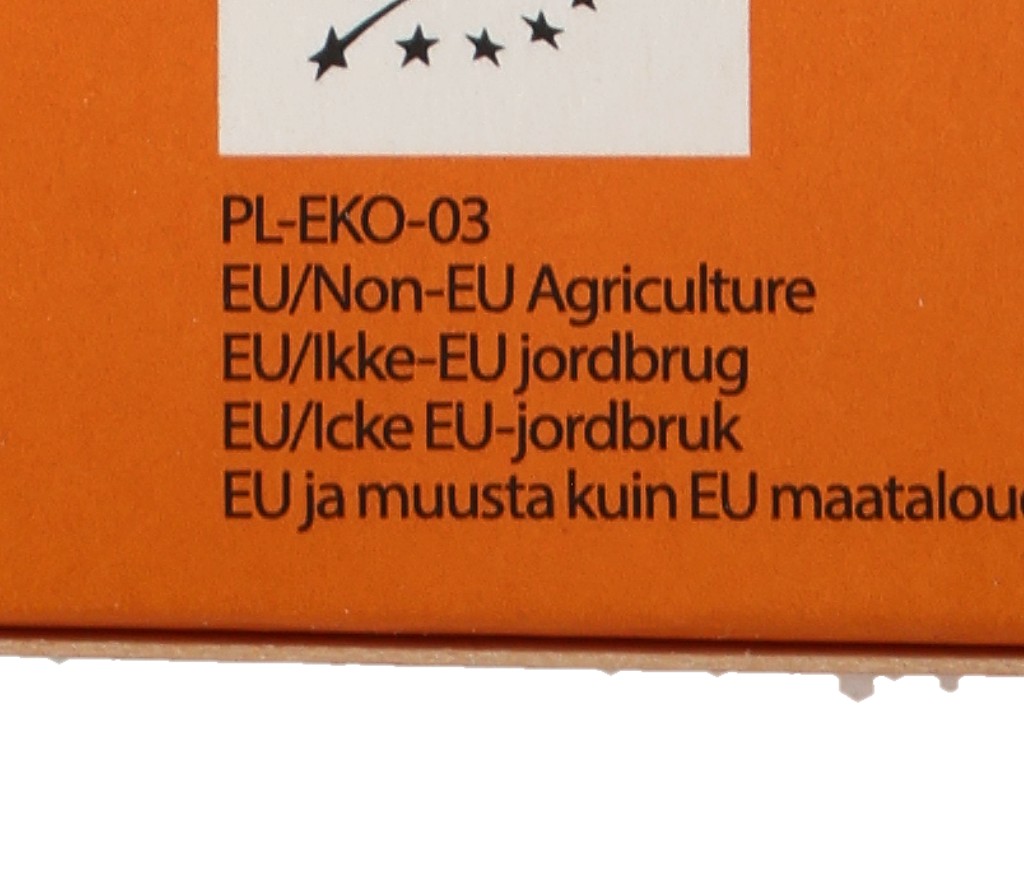 PL-EKO-03
EU/Non-EU Agriculture
EU/Ikke-EU jordbrug
EU/Icke EU-jordbruk
EU ja muusta kuin EU